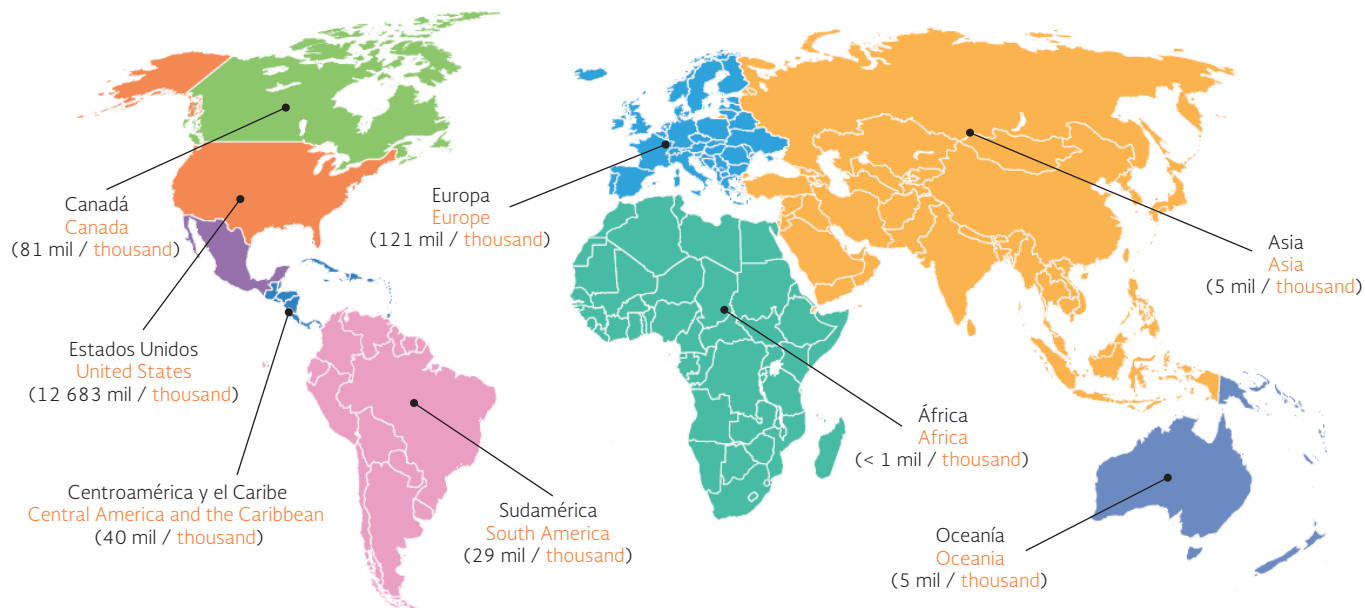 Canadá
Canada
(81 mil / thousand)
Estados Unidos
United States
(12 683 mil / thousand)
Centroamérica y el Caribe
Central America and the Caribbean
(40 mil / thousand)
Europa
Europe
(121 mil / thousand)
Sudamérica
South America
(29 mil / thousand)
África
Africa
(< 1 mil / thousand)
Asia
Asia
(5 mil / thousand)
Oceanía
Oceania
(5 mil / thousand)